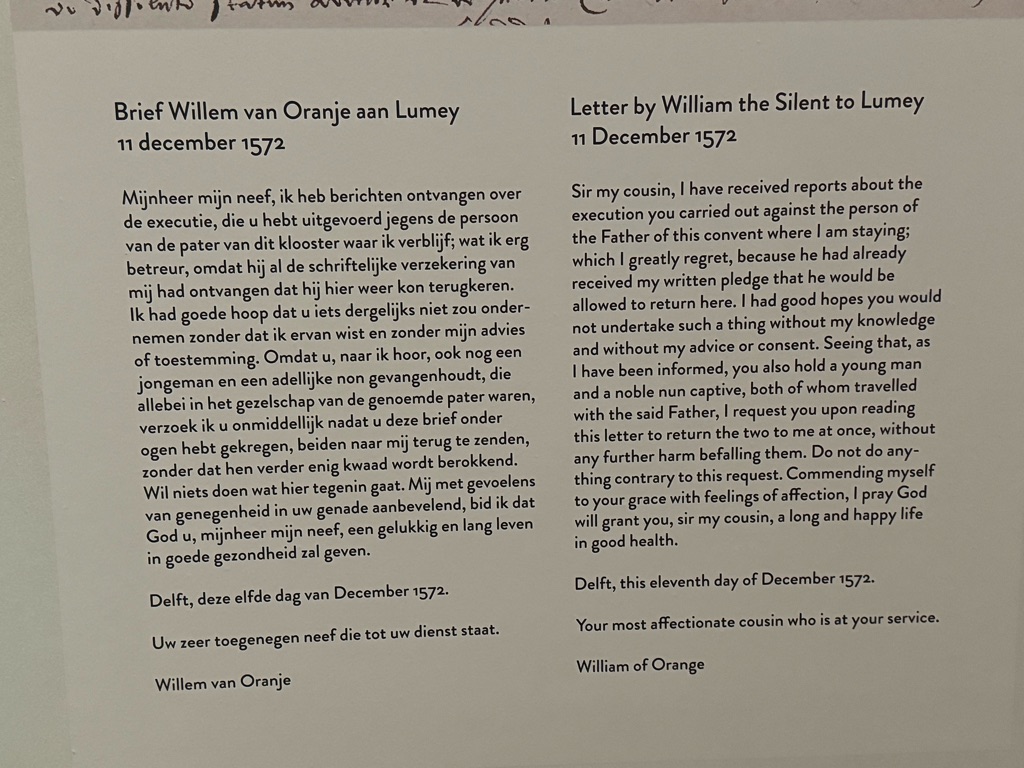 Brief Willem van Oranje aan Lumey
11 december 1572
Mijnheer mijn neef, ik heb berichten ontvangen over
de executie, die u hebt uitgevoerd jegens de persoon
van de pater van dit klooster waar ik verblijf; wat ik erg
betreur, omdat hij al de schriftelijke verzekering van
mij had ontvangen dat hij hier weer kon terugkeren.
Ik had goede hoop dat u iets dergelijks niet zou onder-
nemen zonder dat ik ervan wist en zonder mijn advies
of toestemming. Omdat u, naar ik hoor, ook nog een
jongeman en een adellijke non gevangenhoudt, die
allebei in het gezelschap van de genoemde pater waren,
verzoek ik u onmiddellijk nadat u deze brief onder
ogen hebt gekregen, beiden naar mij terug te zenden,
zonder dat hen verder enig kwaad wordt berokkend.
Wil niets doen wat hier tegenin gaat. Mij met gevoelens
van genegenheid in uw genade aanbevelend, bid ik dat
God u, mijnheer mijn neef, een gelukkig en lang leven
in goede gezondheid zal geven.
Delft, deze elfde dag van December 1572.
Uw zeer toegenegen neef die tot uw dienst staat.
Willem van Oranje
Letter by William the Silent to Lumey
11 December 1572
Sir my cousin, I have received reports about the
execution you carried out against the person of
the Father of this convent where I am staying;
which I greatly regret, because he had already
received my written pledge that he would be
allowed to return here. I had good hopes you would
not undertake such a thing without my knowledge
and without my advice or consent. Seeing that, as
I have been informed, you also hold a young man
and a noble nun captive, both of whom travelled
with the said Father, I request you upon reading
this letter to return the two to me at once, without
any further harm befalling them. Do not do any-
thing contrary to this request. Commending myself
to your grace with feelings of affection, I pray God
will grant you, sir my cousin, a long and happy life
in good health.
Delft, this eleventh day of December 1572.
Your most affectionate cousin who is at your service.
William of Orange